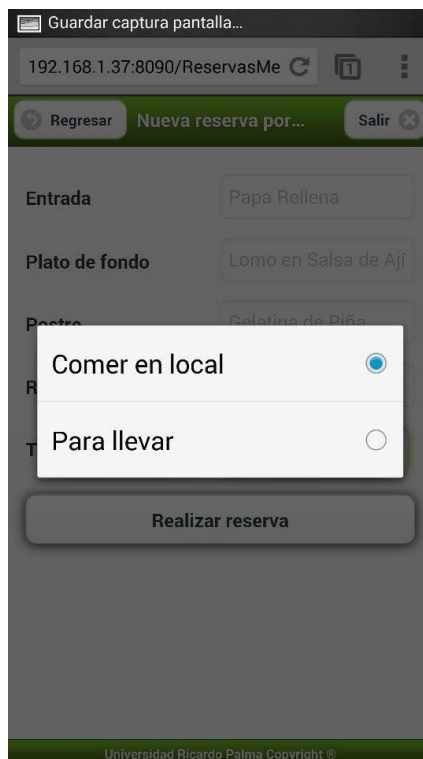 Guardar captura pantalla...
192.168.1.37:8090/ReservasMe
1
Regresar
Nueva reserva por...
Salir
Entrada
Papa Rellena
Plato de fondo
Lomo en Salsa de Ají
Postre
Gelatina de Piña
Comer en local
R
Para llevar
T
Realizar reserva
Universidad Ricardo Palma Copyright ®